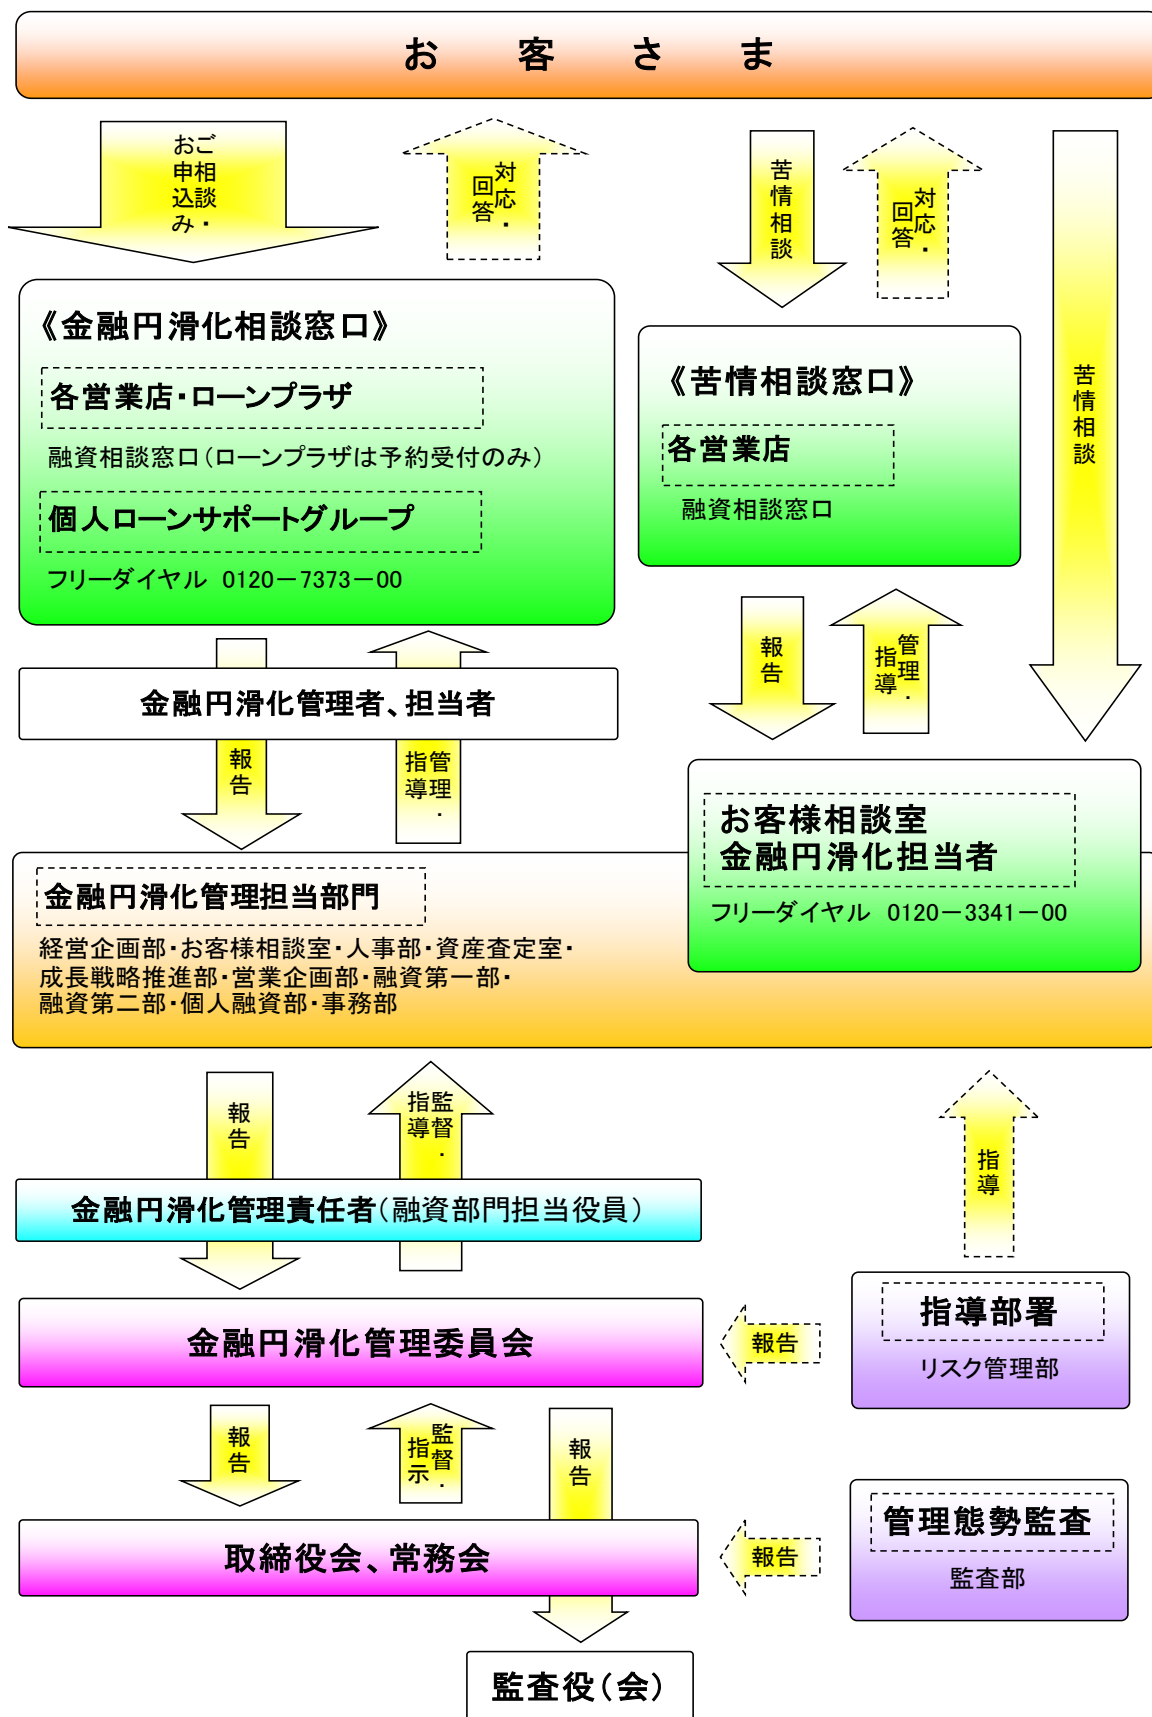 お客さま
ご相談・
お申込み
対応・
回答
苦情相談
対応・
回答
苦情相談
《金融円滑化相談窓口》
各営業店・ローンプラザ
融資相談窓口（ローンプラザは予約受付のみ）
個人ローンサポートグループ
フリーダイヤル 0120－7373－00
《苦情相談窓口》
各営業店
融資相談窓口
報告
管理・
指導
金融円滑化管理者、担当者
報告
管理・
指導
お客様相談室
金融円滑化担当者
フリーダイヤル 0120－3341－00
金融円滑化管理担当部門
経営企画部・お客様相談室・人事部・資産査定室・
成長戦略推進部・営業企画部・融資第一部・
融資第二部・個人融資部・事務部
報告
監督・
指導
指導
金融円滑化管理責任者（融資部門担当役員）
金融円滑化管理委員会
報告
指導部署
リスク管理部
報告
監督・
指示
報告
取締役会、常務会
報告
管理態勢監査
監査部
監査役（会）